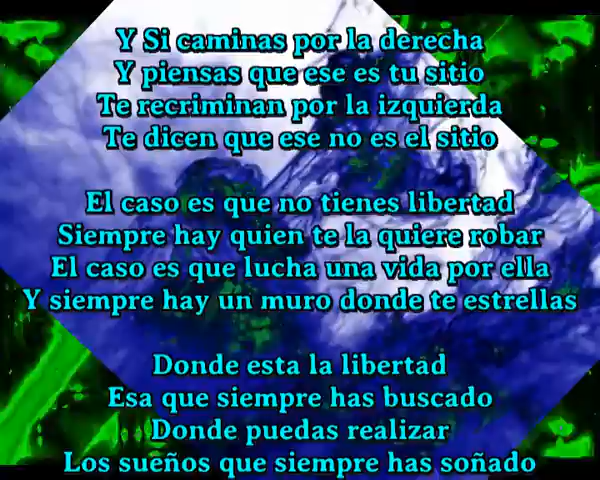 Y Si caminas por la derecha
Y piensas que ese es tu sitio
Te recriminan por la izquierda
Te dicen que ese no es el sitio
El caso es que no tienes libertad
Siempre hay quien te la quiere robar
El caso es que lucha una vida por ella
Y siempre hay un muro donde te estrellas
Donde esta la libertad
Esa que siempre has buscado
Donde puedas realizar
Los sueños que siempre has soñado